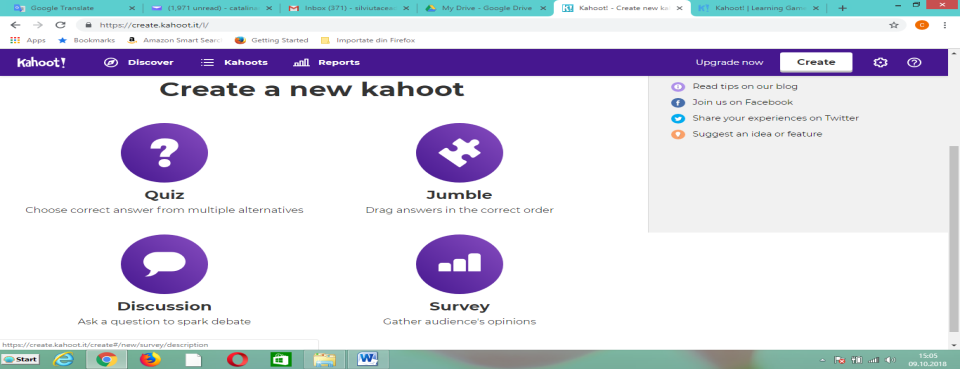 Google Translate
(1,971 unread) - catalino
Inbox (371) - silviutaces
My Drive - Google Drive
Kahoot! - Create new ka
Kahoot! | Learning Gam
https://create.kahoot.it/l/
Apps Bookmarks Amazon Smart Searc Getting Started Importate din Firefox
Kahoot! Discover Kahoots Reports Upgrade now Create
Create a new kahoot
Read tips on our blog
Join us on Facebook
Share your experiences on Twitter
Suggest an idea or feature
Quiz
Choose correct answer from multiple alternatives
Jumble
Drag answers in the correct order
Discussion
Ask a question to spark debate
Survey
Gather audience's opinions
https://create.kahoot.it/create#/new/survey/description
Start
15:05
09.10.2018